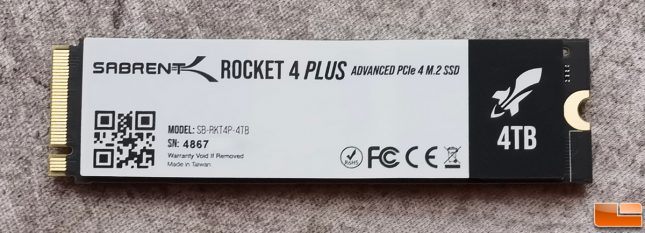 SABRENT
ROCKET 4 PLUS ADVANCED PCIe 4 M.2 SSD
MODEL: SB-RKT4P-4TB
SN: 4867
Warranty Void If Removed
Made in Taiwan
RoHS
FC CE
4TB